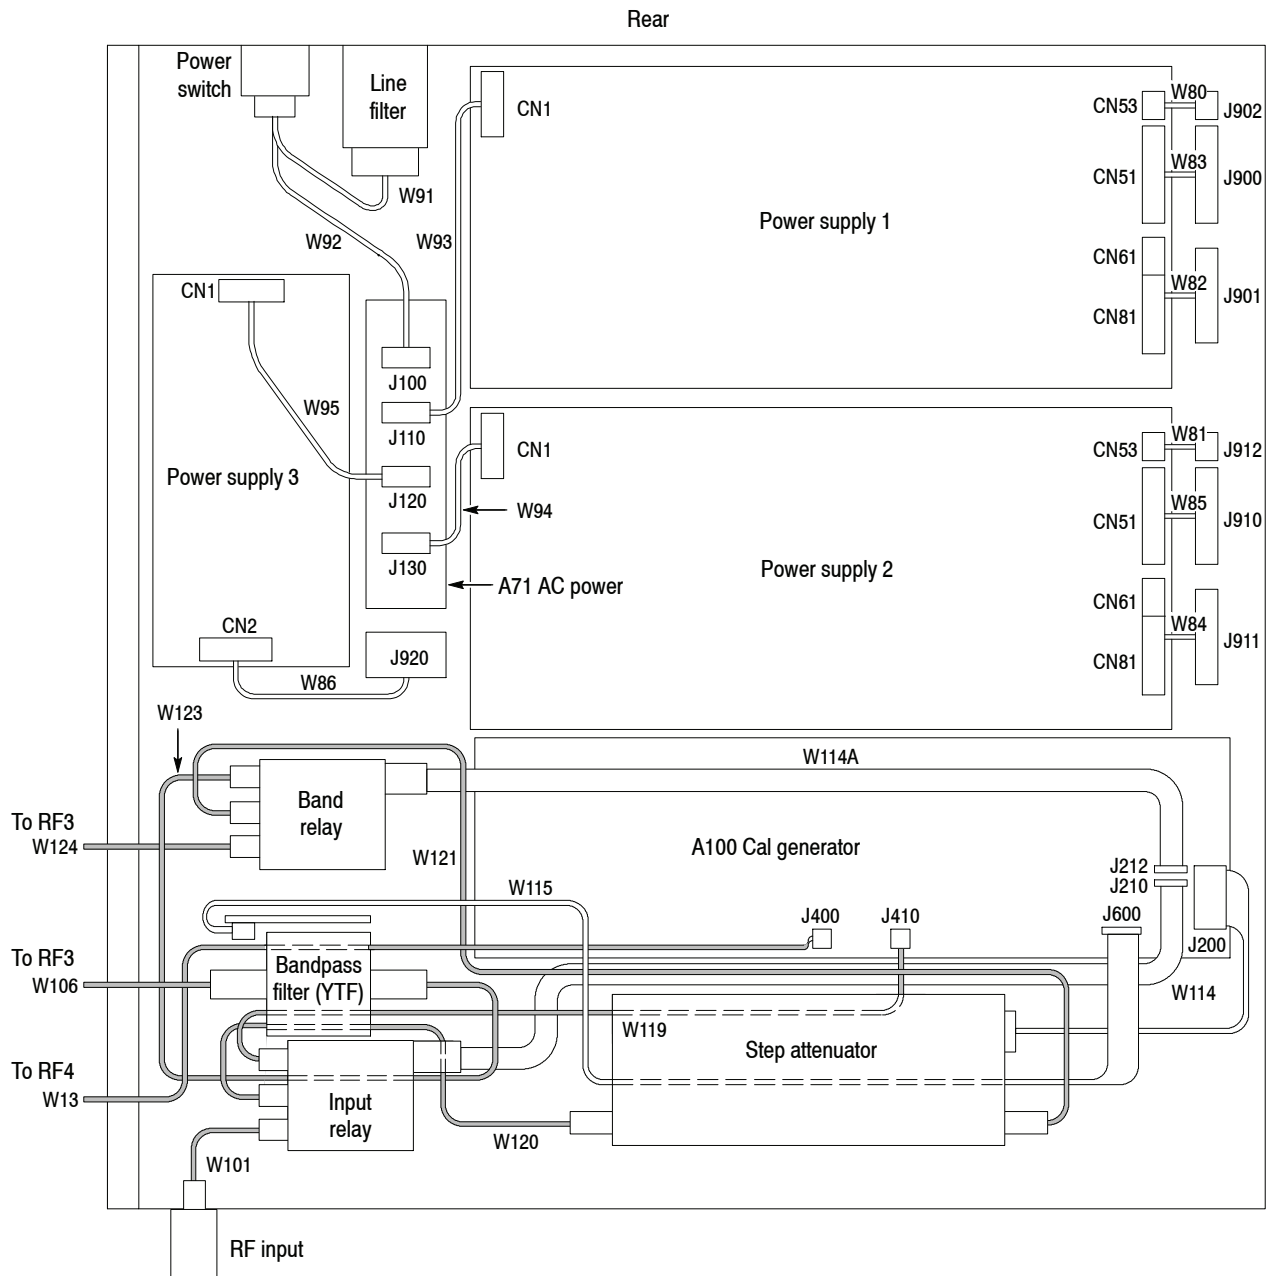 Rear
Power
switch
Line
filter
CN1
CN53
W80
J902
W83
CN51
J900
W91
Power supply 1
W92
W93
CN61
W82
CN1
J901
CN81
J100
W95
J110
W81
CN1
CN53
J912
Power supply 3
J120
W94
W85
CN51
J910
J130
Power supply 2
A71 AC power
CN61
CN2
W84
J911
J920
CN81
W86
W123
W114A
Band
relay
To RF3
W124
W121
A100 Cal generator
J212
J210
W115
J400
J410
J600
J200
To RF3
W106
Bandpass
filter (YTF)
W114
W119
Step attenuator
To RF4
W13
Input
relay
W120
W101
RF input